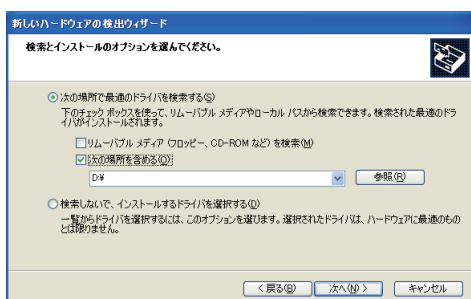 新しいハードウェアの検出ウィザード
検索とインストールのオプションを選んでください。
次の場所で最適のドライバを検索する(S)
下のチェック ボックスを使って、リムーバブル メディアやローカル パスから検索できます。検索された最適のドラ
イバがインストールされます。
リムーバブル メディア (フロッピー、CD-ROM など) を検索(M)
次の場所を含める(O):
D:¥
参照(R)
検索しないで、インストールするドライバを選択する(D)
一覧からドライバを選択するには、このオプションを選びます。選択されたドライバは、ハードウェアに最適のもの
とは限りません。
< 戻る(B)
次へ(N) >
キャンセル